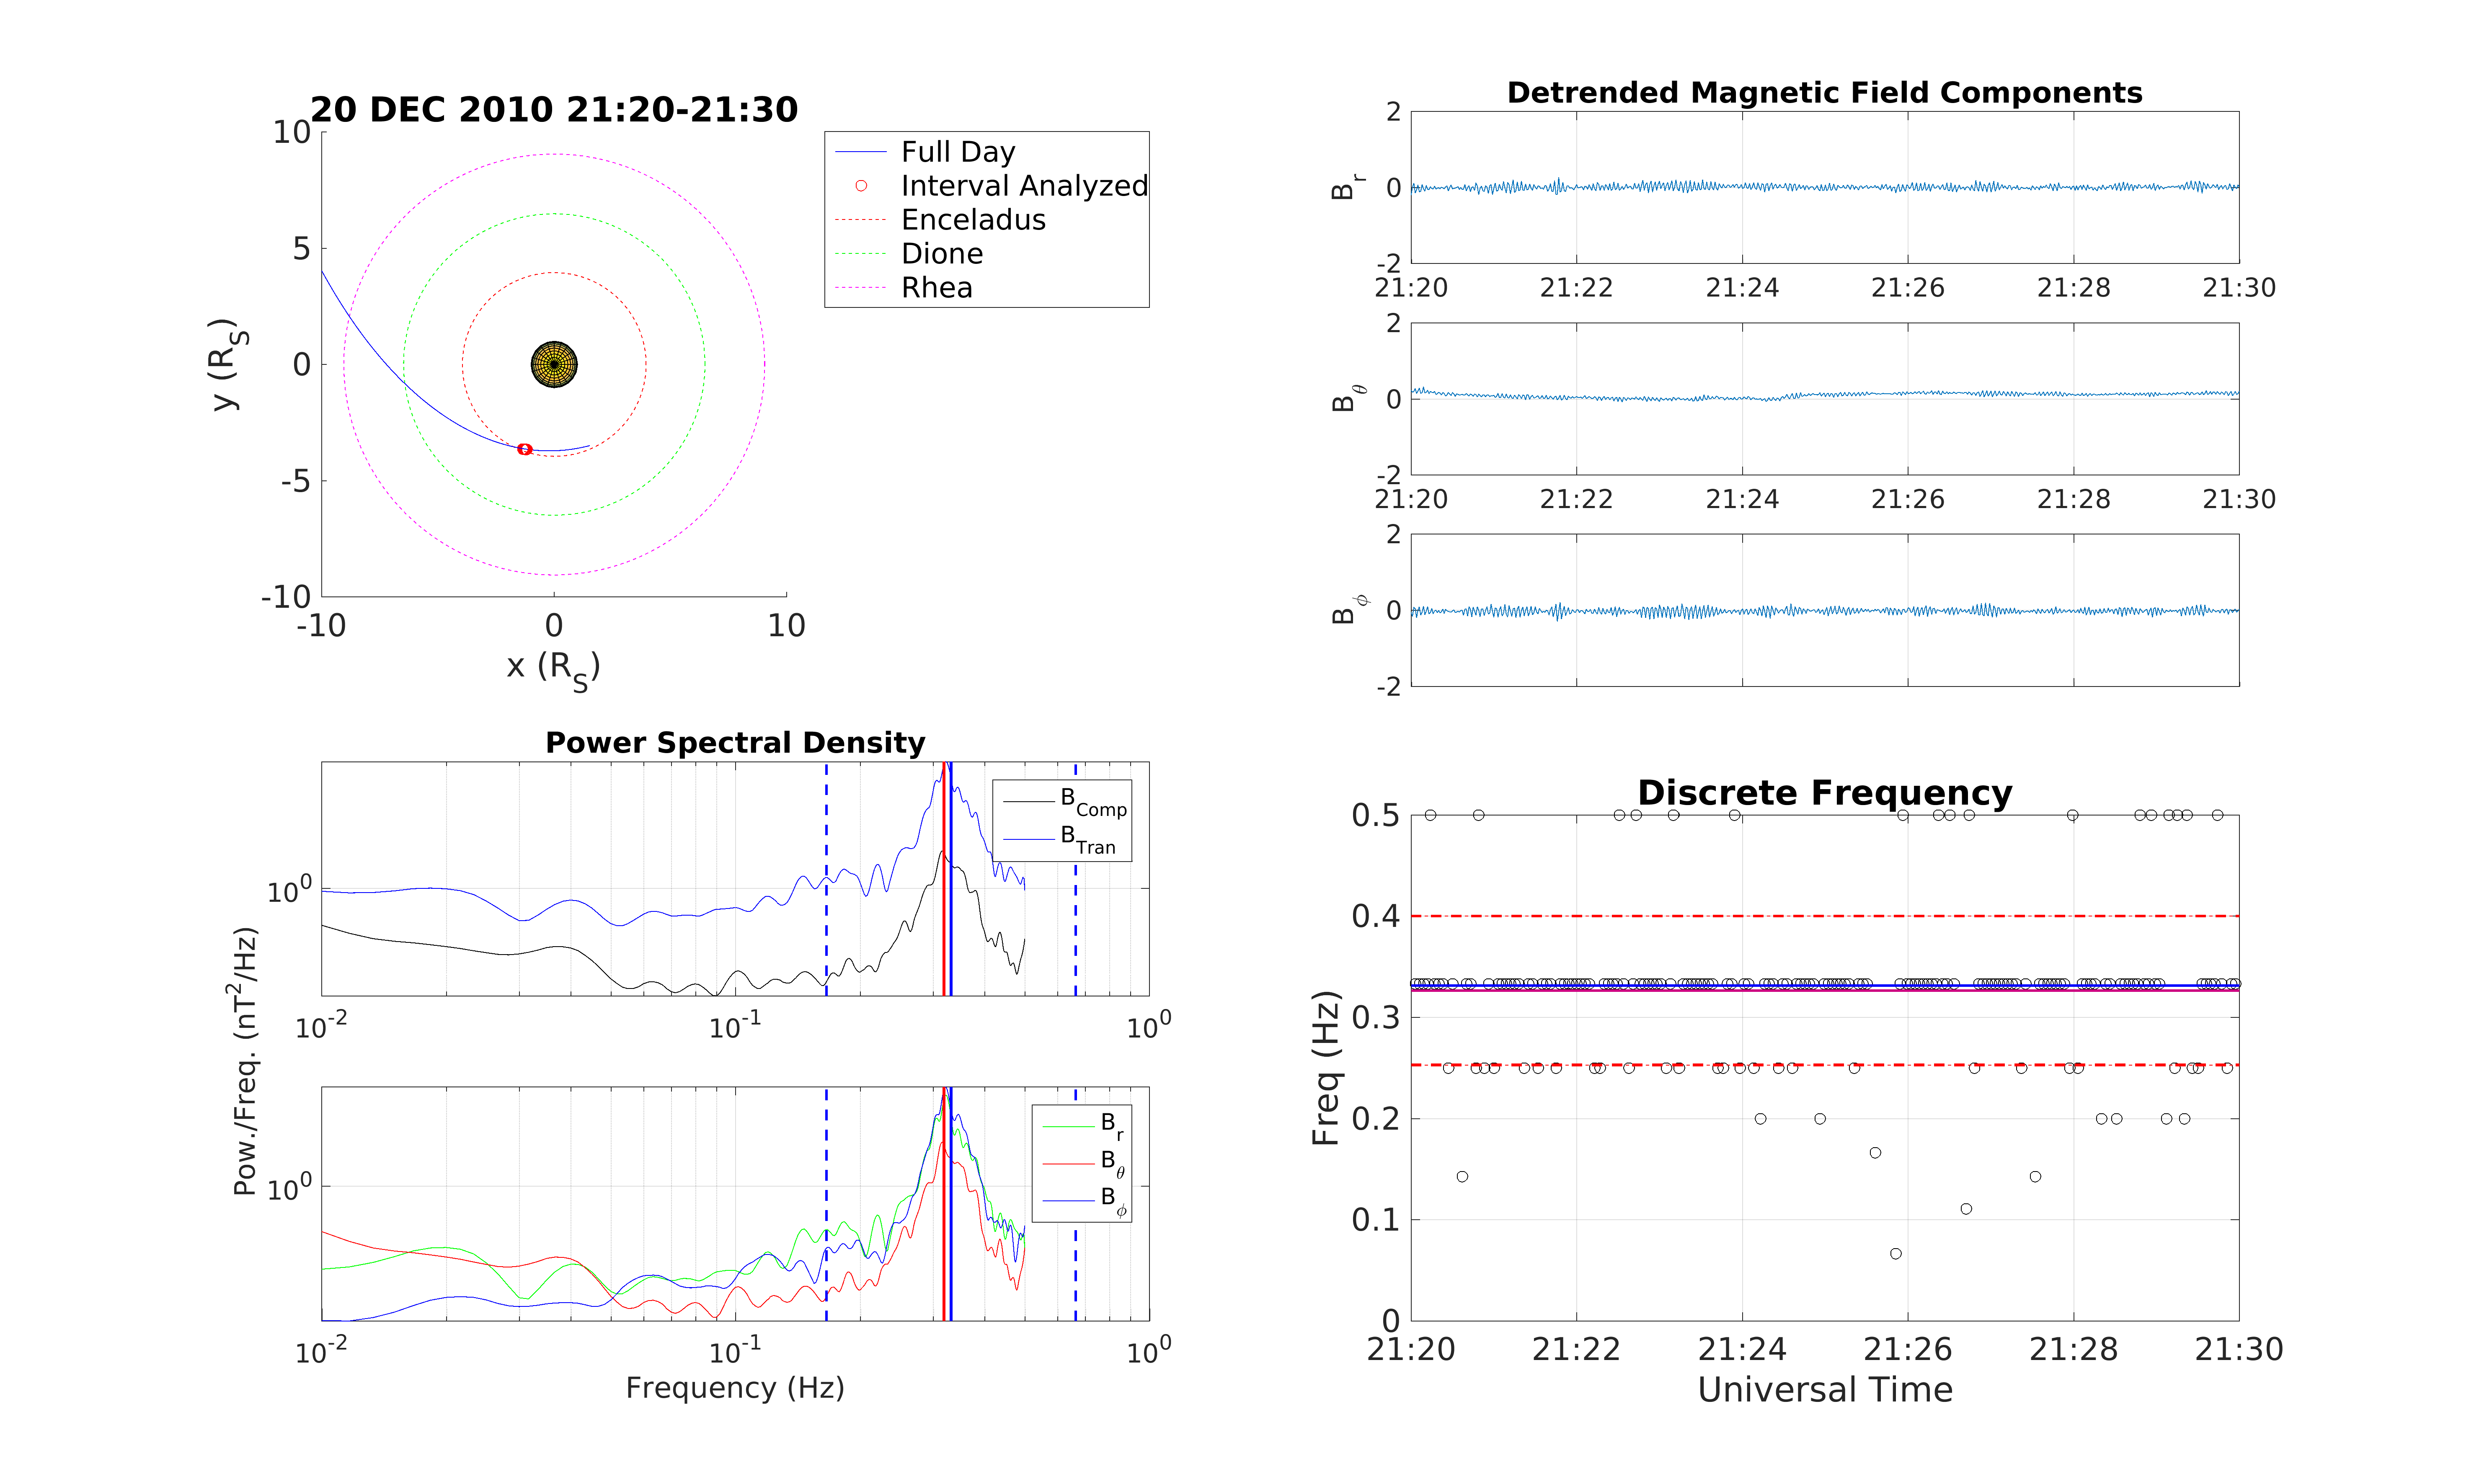 20 DEC 2010 21:20-21:30
10
5
0
-5
-10
-10 0 10
y (R_S)
x (R_S)
Full Day
Interval Analyzed
Enceladus
Dione
Rhea
Detrended Magnetic Field Components
2
0
-2
B_r
21:20 21:22 21:24 21:26 21:28 21:30
2
0
-2
B_θ
21:20 21:22 21:24 21:26 21:28 21:30
2
0
-2
B_ϕ
Power Spectral Density
B_Comp
B_Tran
10^0
10^-2 10^-1 10^0
Pow./Freq. (nT^2/Hz)
B_r
B_θ
B_ϕ
10^0
10^-2 10^-1 10^0
Frequency (Hz)
Discrete Frequency
0.5
0.4
0.3
0.2
0.1
0
Freq (Hz)
21:20 21:22 21:24 21:26 21:28 21:30
Universal Time